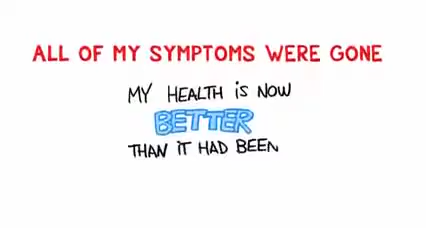 ALL OF MY SYMPTOMS WERE GONE
MY HEALTH iS NOW
BETTER
THAN iT HAD BEEN